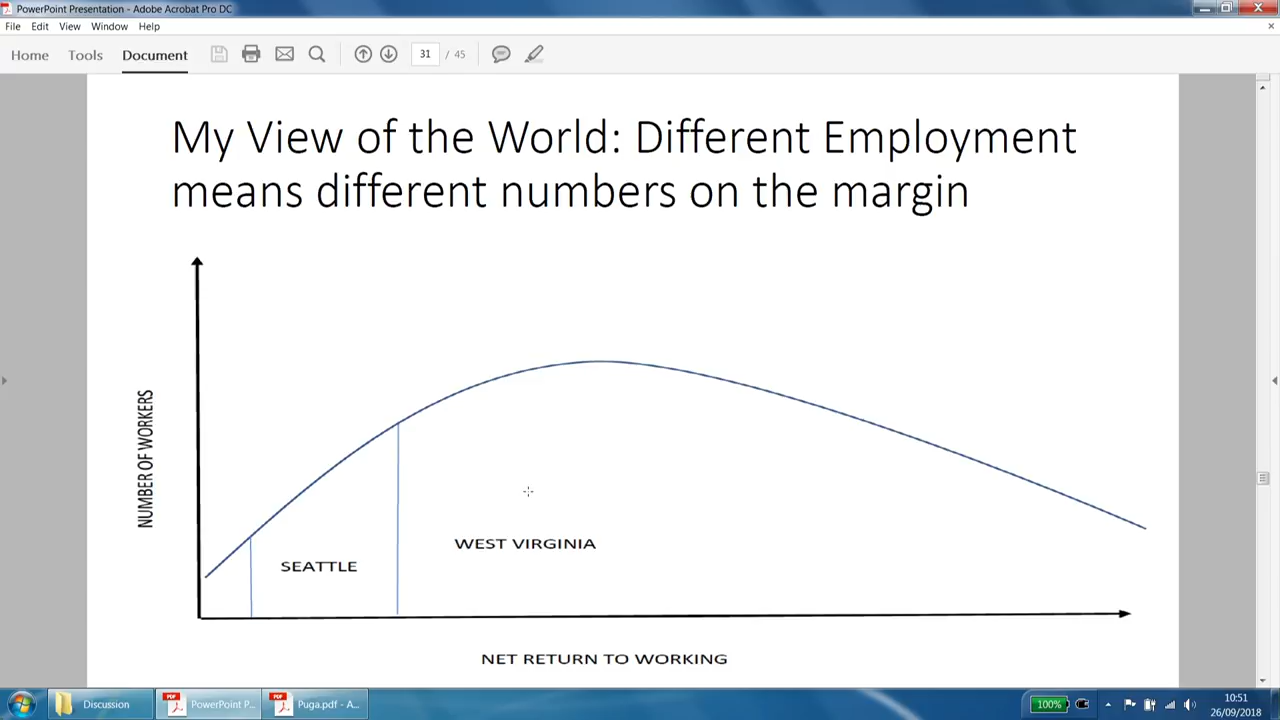 PowerPoint Presentation - Adobe Acrobat Pro DC
File Edit View Window Help
Home Tools Document 31 / 45
My View of the World: Different Employment
means different numbers on the margin
NUMBER OF WORKERS
WEST VIRGINIA
SEATTLE
NET RETURN TO WORKING
Discussion PowerPoint P... Puga.pdf - A... 100% 10:51
26/09/2018